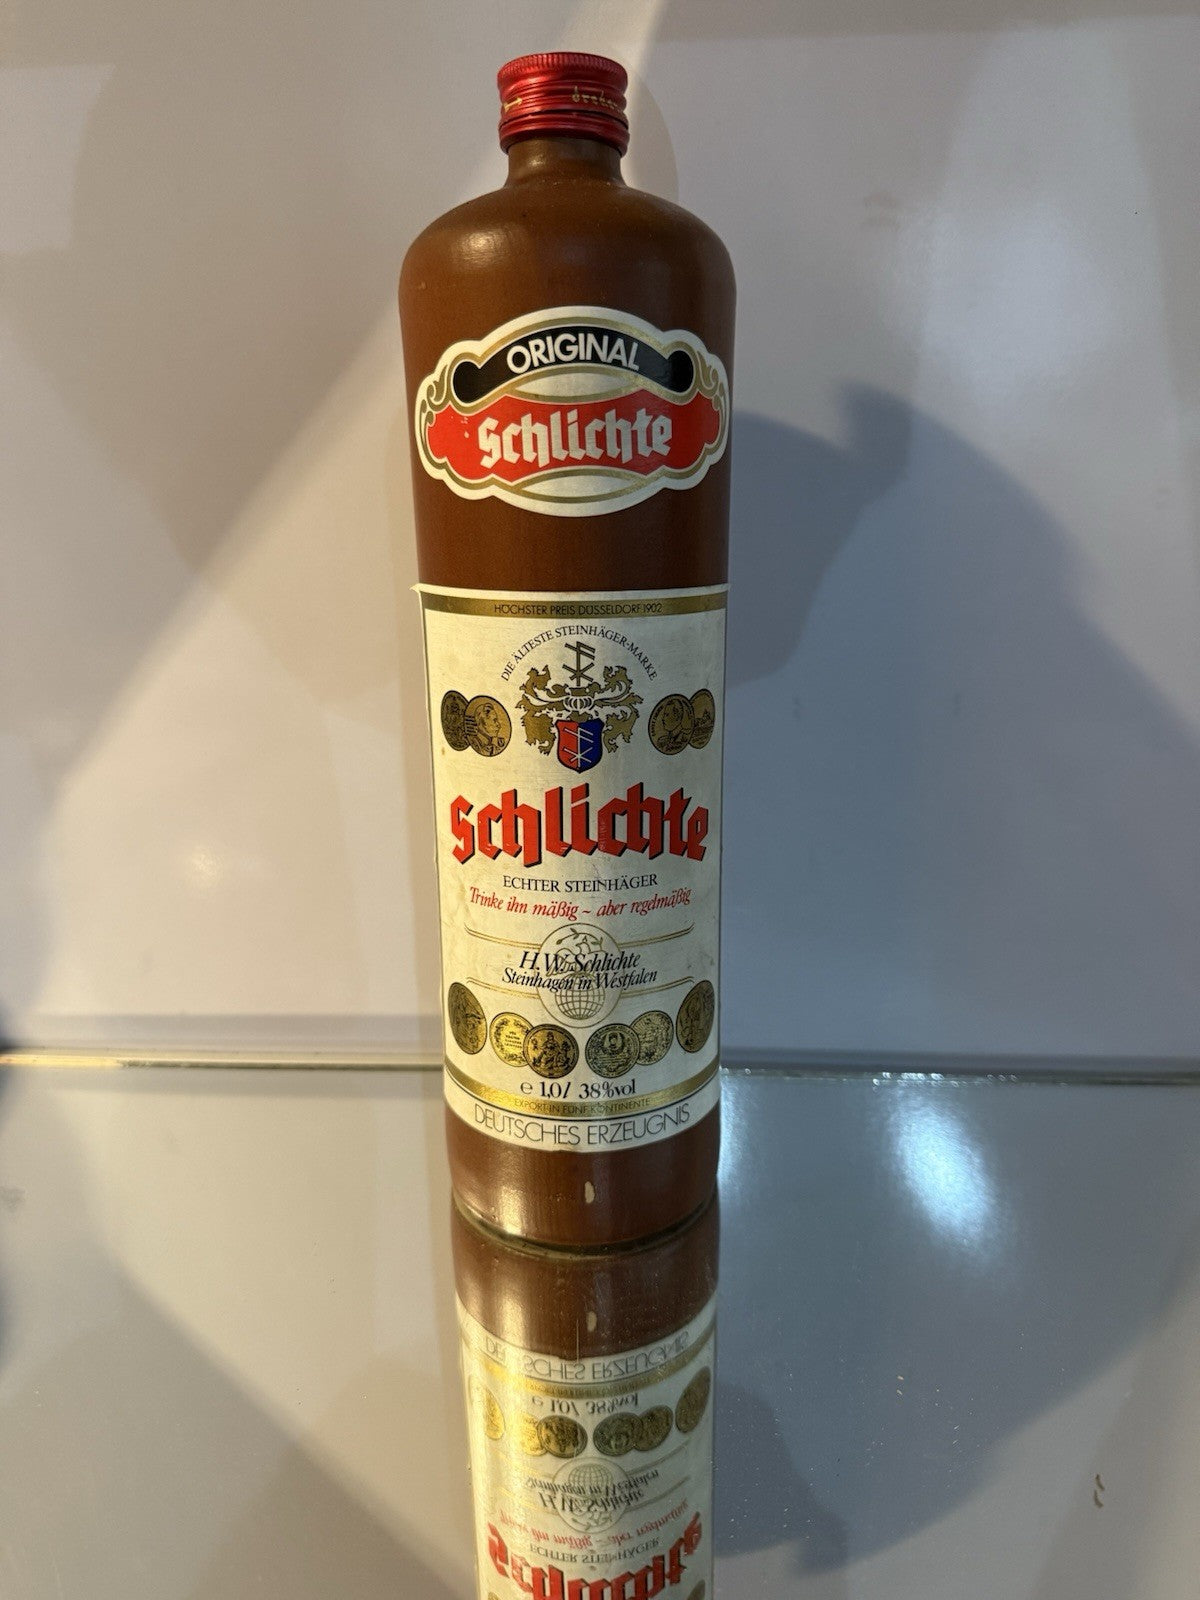 ORIGINAL
Schlichte
HÖCHSTER PREIS DÜSSELDORF 1902
DIE ÄLTESTE STEINHÄGER-MARKE
Schlichte
ECHTER STEINHÄGER
Trinke ihn mäßig ~ aber regelmäßig
H.W. Schlichte
Steinhagen in Westfalen
e 1,0 l 38%vol
EXPORT IN FÜNF KONTINENTE
DEUTSCHES ERZEUGNIS